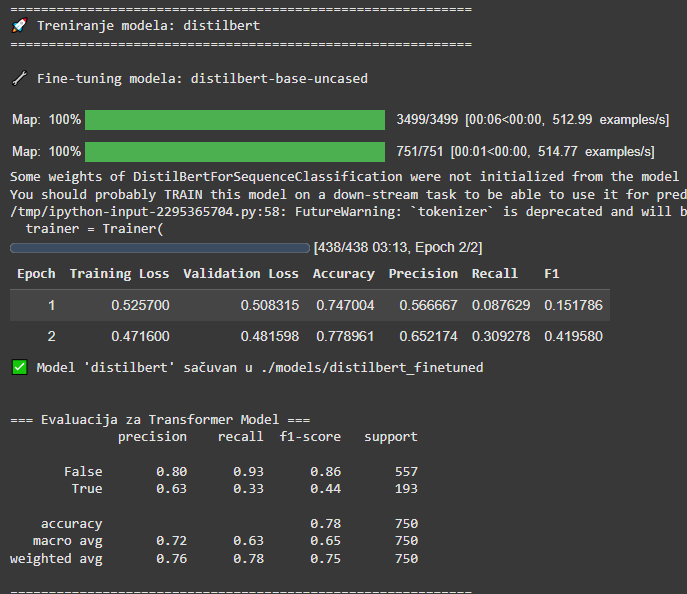 ============================================================
🚀 Treniranje modela: distilbert
============================================================
🔧 Fine-tuning modela: distilbert-base-uncased
Map: 100% 3499/3499 [00:06<00:00, 512.99 examples/s]
Map: 100% 751/751 [00:01<00:00, 514.77 examples/s]
Some weights of DistilBertForSequenceClassification were not initialized from the model
You should probably TRAIN this model on a down-stream task to be able to use it for pred
/tmp/ipython-input-2295365704.py:58: FutureWarning: `tokenizer` is deprecated and will b
trainer = Trainer(
[438/438 03:13, Epoch 2/2]
Epoch Training Loss Validation Loss Accuracy Precision Recall F1
1 0.525700 0.508315 0.747004 0.566667 0.087629 0.151786
2 0.471600 0.481598 0.778961 0.652174 0.309278 0.419580
✅ Model 'distilbert' sačuvan u ./models/distilbert_finetuned
=== Evaluacija za Transformer Model ===
precision recall f1-score support
False 0.80 0.93 0.86 557
True 0.63 0.33 0.44 193
accuracy 0.78 750
macro avg 0.72 0.63 0.65 750
weighted avg 0.76 0.78 0.75 750
============================================================